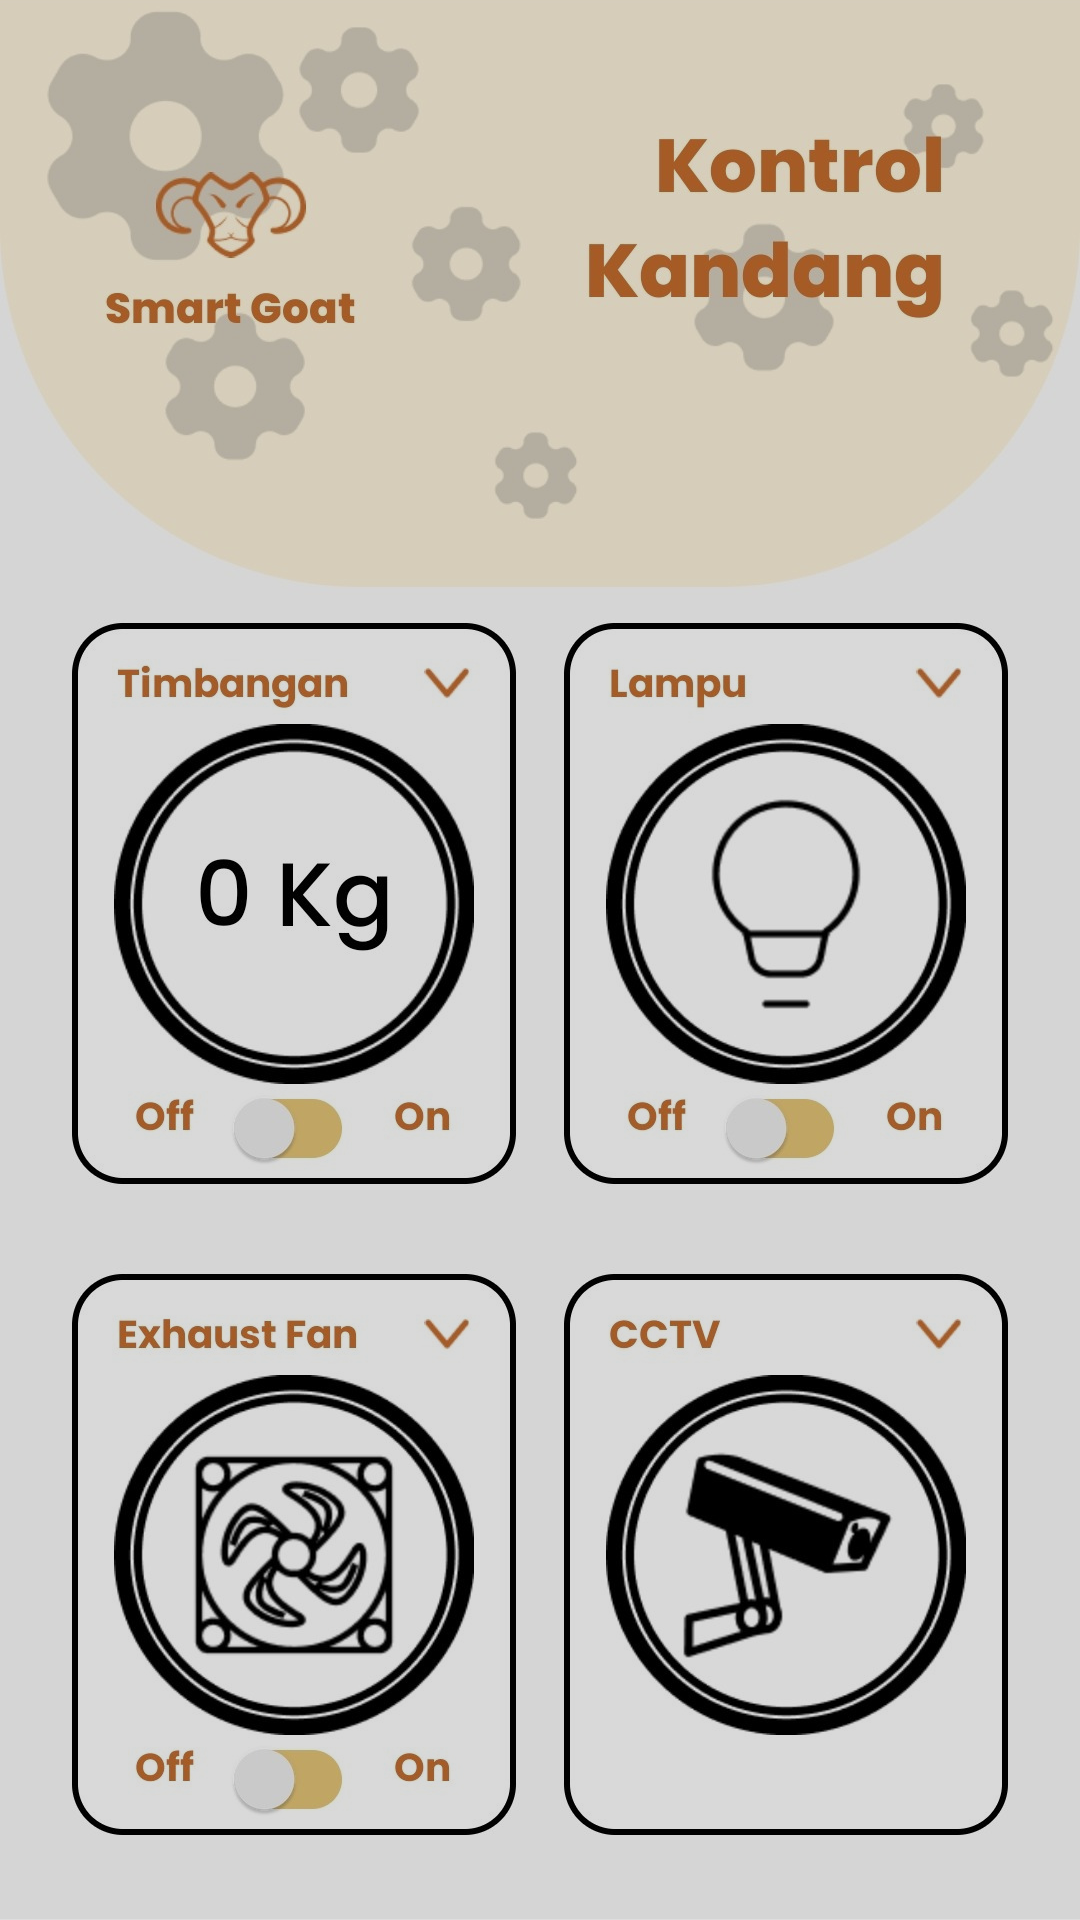 Kontrol
Kandang
Smart Goat
Timbangan
Lampu
0 Kg
Off On
Off On
Exhaust Fan
CCTV
Off On